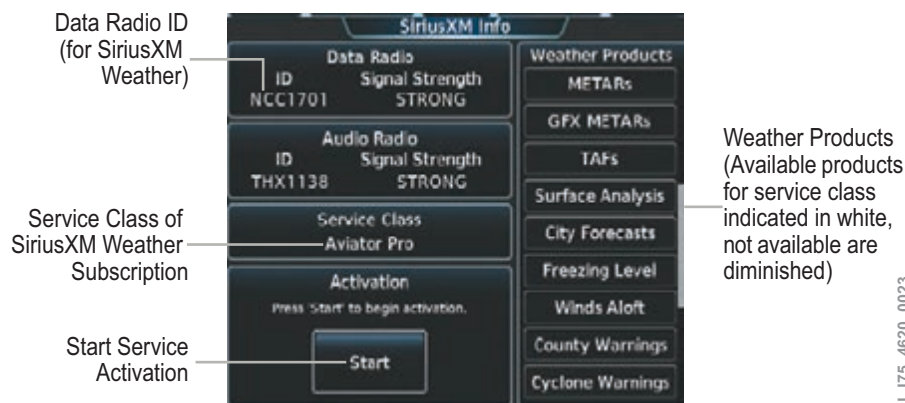 Data Radio ID
(for SiriusXM
Weather)
SiriusXM Info
Data Radio
ID Signal Strength
NCC1701 STRONG
Audio Radio
ID Signal Strength
THX1138 STRONG
Service Class
Aviator Pro
Activation
Press 'Start' to begin activation.
Start
Weather Products
METARs
GFX METARs
TAFs
Surface Analysis
City Forecasts
Freezing Level
Winds Aloft
County Warnings
Cyclone Warnings
Service Class of
SiriusXM Weather
Subscription
Start Service
Activation
Weather Products
(Available products
for service class
indicated in white,
not available are
diminished)